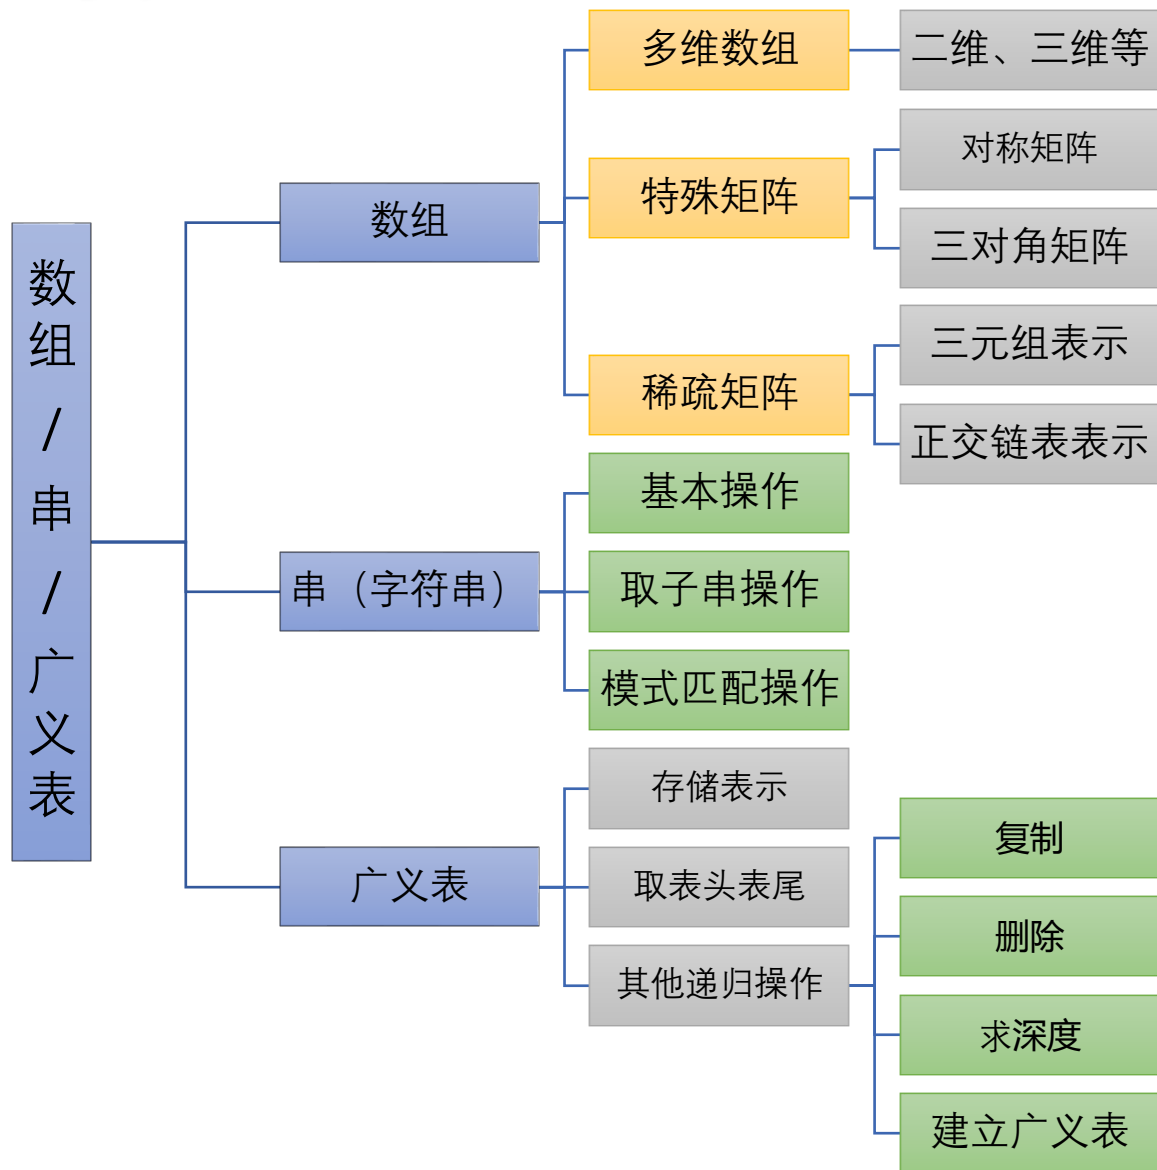 数组/串/广义表
数组
多维数组
二维、三维等
特殊矩阵
对称矩阵
三对角矩阵
稀疏矩阵
三元组表示
正交链表表示
串（字符串）
基本操作
取子串操作
模式匹配操作
广义表
存储表示
取表头表尾
其他递归操作
复制
删除
求深度
建立广义表